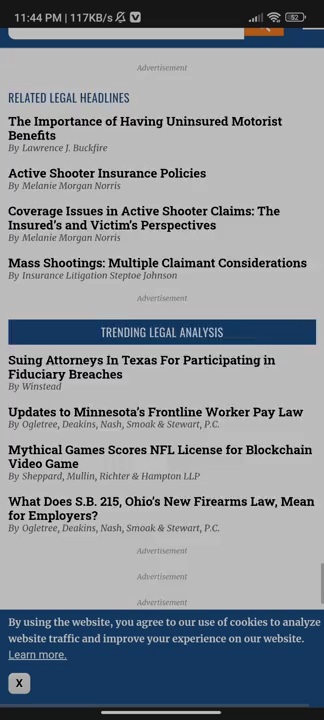 11:44 PM | 117KB/s
52
Advertisement
RELATED LEGAL HEADLINES
The Importance of Having Uninsured Motorist
Benefits
By Lawrence J. Buckfire
Active Shooter Insurance Policies
By Melanie Morgan Norris
Coverage Issues in Active Shooter Claims: The
Insured's and Victim's Perspectives
By Melanie Morgan Norris
Mass Shootings: Multiple Claimant Considerations
By Insurance Litigation Steptoe Johnson
Advertisement
TRENDING LEGAL ANALYSIS
Suing Attorneys In Texas For Participating in
Fiduciary Breaches
By Winstead
Updates to Minnesota's Frontline Worker Pay Law
By Ogletree, Deakins, Nash, Smoak & Stewart, P.C.
Mythical Games Scores NFL License for Blockchain
Video Game
By Sheppard, Mullin, Richter & Hampton LLP
What Does S.B. 215, Ohio's New Firearms Law, Mean
for Employers?
By Ogletree, Deakins, Nash, Smoak & Stewart, P.C.
Advertisement
Advertisement
Advertisement
By using the website, you agree to our use of cookies to analyze
website traffic and improve your experience on our website.
Learn more.
X